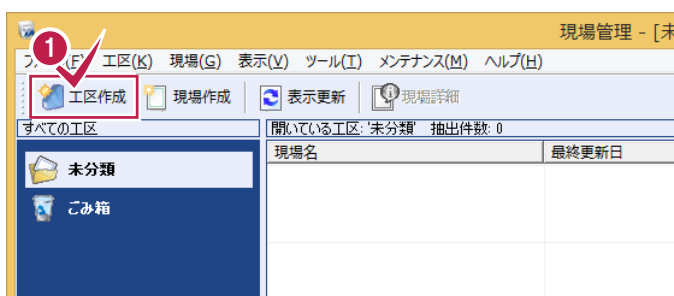 現場管理 - [
1
(F) 工区(K) 現場(G) 表示(V) ツール(T) メンテナンス(M) ヘルプ(H)
工区作成 現場作成 表示更新 現場詳細
すべての工区 開いている工区: '未分類' 抽出件数: 0
現場名 最終更新日
未分類
ごみ箱